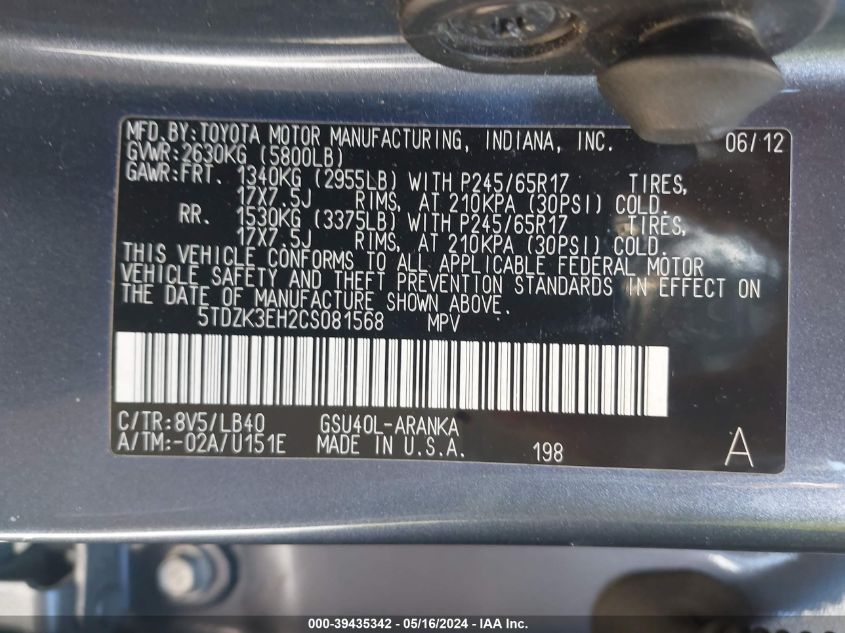 MFD.BY:TOYOTA MOTOR MANUFACTURING, INDIANA, INC. 06/12
GVWR:2630KG (5800LB)
GAWR:FRT. 1340KG (2955LB) WITH P245/65R17 TIRES,
17X7.5J RIMS, AT 210KPA (30PSI) COLD.
RR. 1530KG (3375LB) WITH P245/65R17 TIRES,
17X7.5J RIMS, AT 210KPA (30PSI) COLD.
THIS VEHICLE CONFORMS TO ALL APPLICABLE FEDERAL MOTOR
VEHICLE SAFETY AND THEFT PREVENTION STANDARDS IN EFFECT ON
THE DATE OF MANUFACTURE SHOWN ABOVE.
5TDZK3EH2CS081568 MPV
C/TR:8V5/LB40 GSU40L-ARANKA
A/TM:-02A/U151E MADE IN U.S.A. 198 A
000-39435342 - 05/16/2024 - IAA Inc.